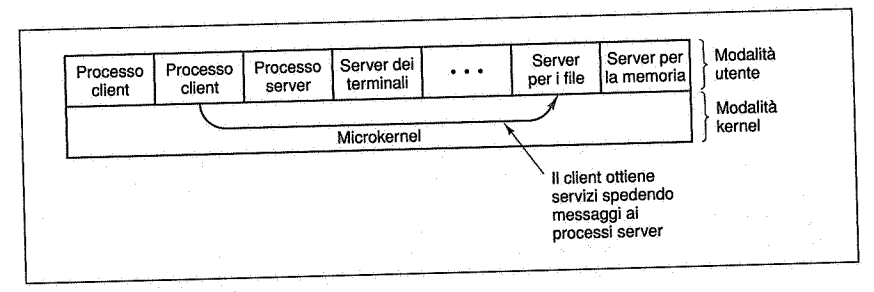 Processo
client
Processo
client
Processo
server
Server dei
terminali
• • •
Server
per i file
Server per
la memoria
Modalità
utente
Microkernel
Modalità
kernel
Il client ottiene
servizi spedendo
messaggi ai
processi server